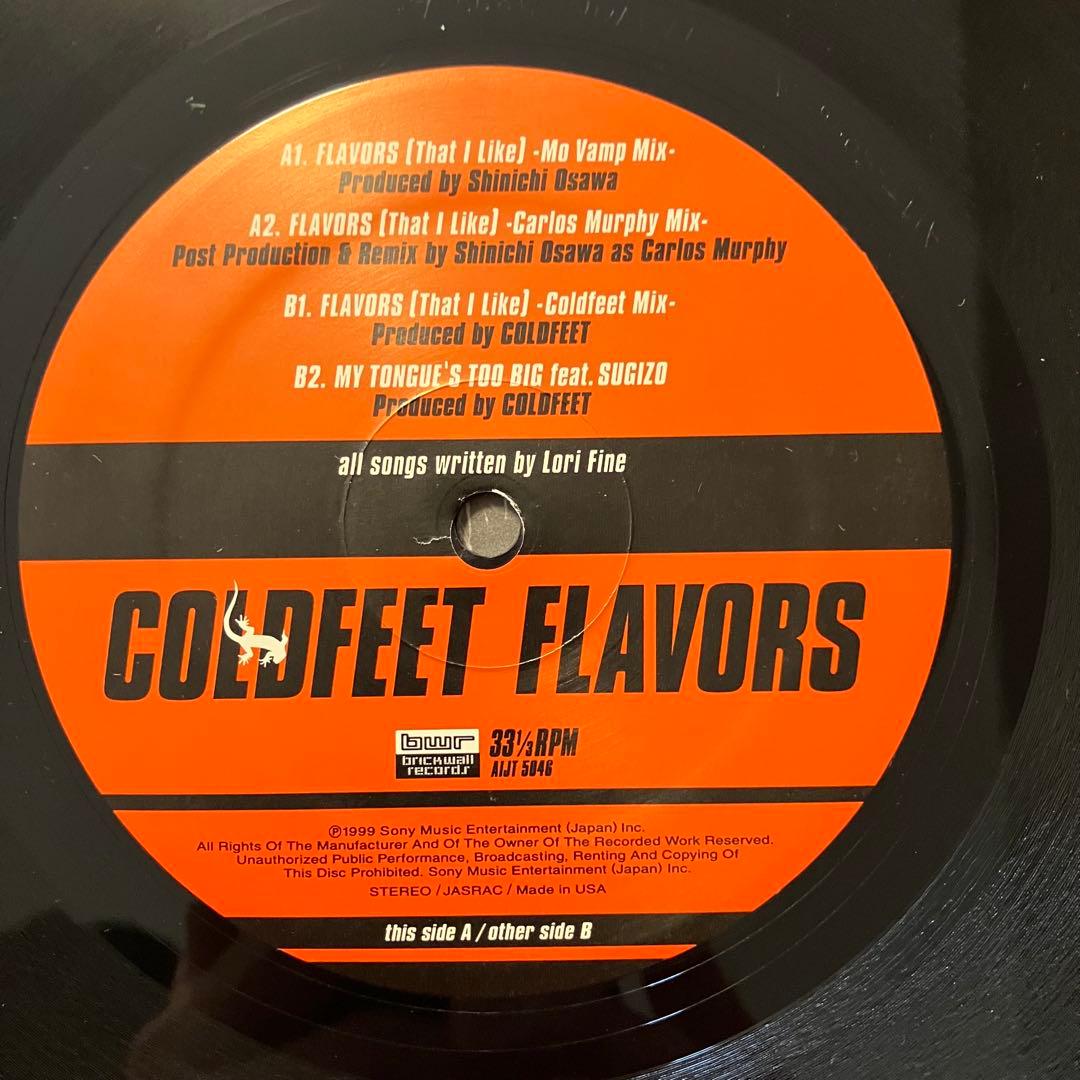 A1. FLAVORS (That I Like) -Mo Vamp Mix-
Produced by Shinichi Osawa
A2. FLAVORS (That I Like) -Carlos Murphy Mix-
Post Production & Remix by Shinichi Osawa as Carlos Murphy
B1. FLAVORS (That I Like) -Coldfeet Mix-
Produced by COLDFEET
B2. MY TONGUE'S TOO BIG feat. SUGIZO
Produced by COLDFEET
all songs written by Lori Fine
COLDFEET FLAVORS
bwr
brickwall
records
33⅓RPM
AIJT 5046
℗1999 Sony Music Entertainment (Japan) Inc.
All Rights Of The Manufacturer And Of The Owner Of The Recorded Work Reserved.
Unauthorized Public Performance, Broadcasting, Renting And Copying Of
This Disc Prohibited. Sony Music Entertainment (Japan) Inc.
STEREO / JASRAC / Made in USA
this side A / other side B